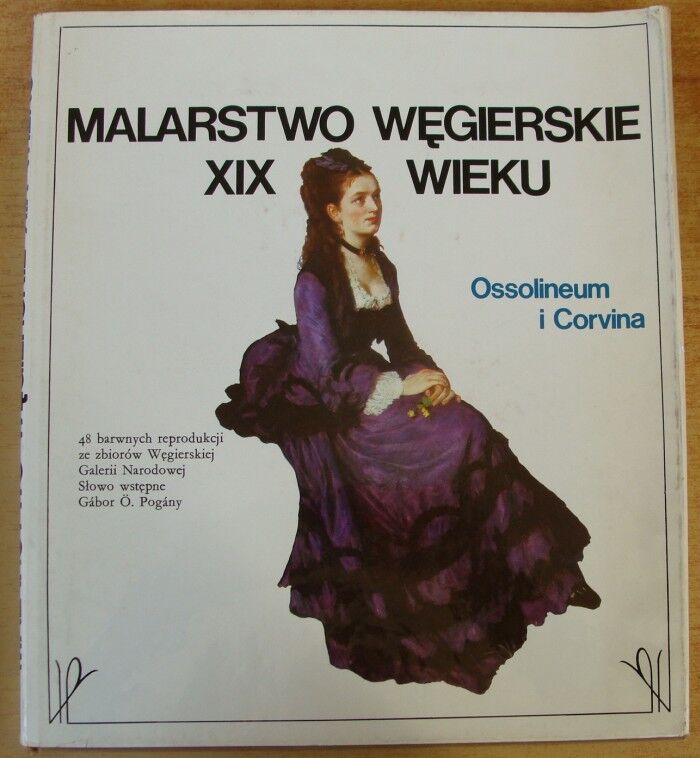 MALARSTWO WĘGIERSKIE
XIX WIEKU
Ossolineum
i Corvina
48 barwnych reprodukcji
ze zbiorów Węgierskiej
Galerii Narodowej
Słowo wstępne
Gábor Ö. Pogány